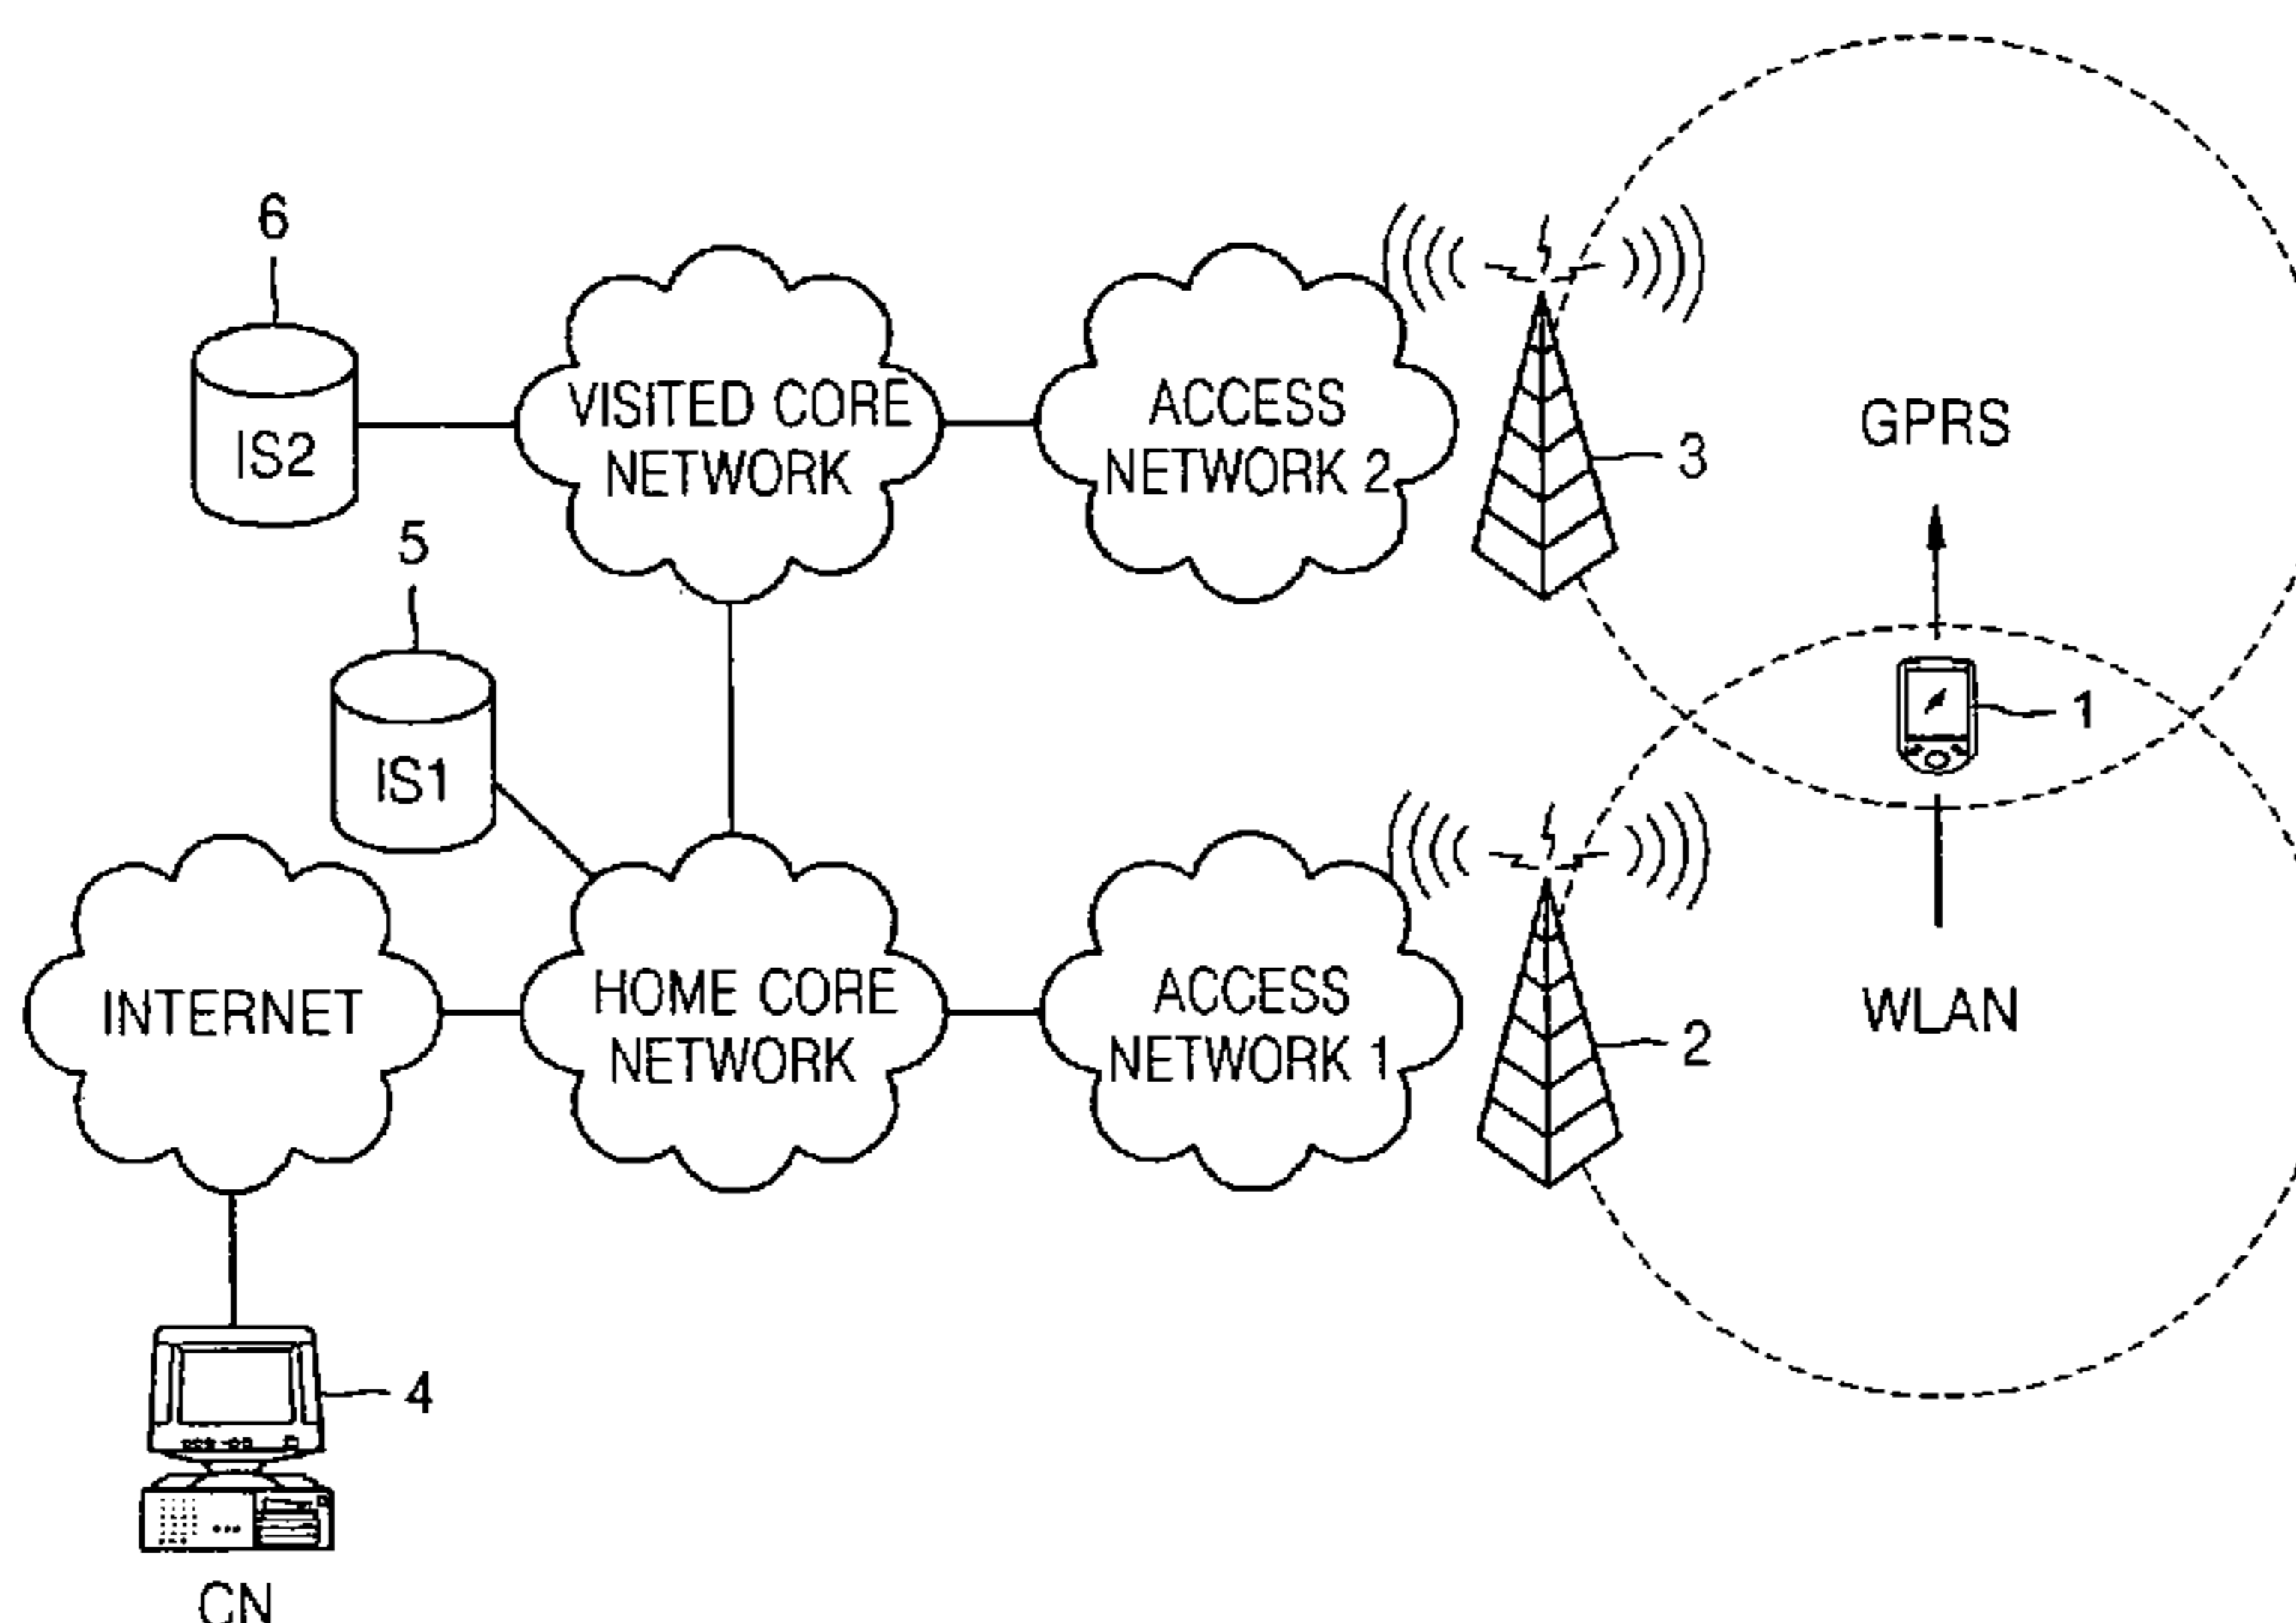 6
VISITED CORE
NETWORK
ACCESS
NETWORK 2
IS2
3
GPRS
5
IS1
1
INTERNET
HOME CORE
NETWORK
ACCESS
NETWORK 1
2
WLAN
4
CN